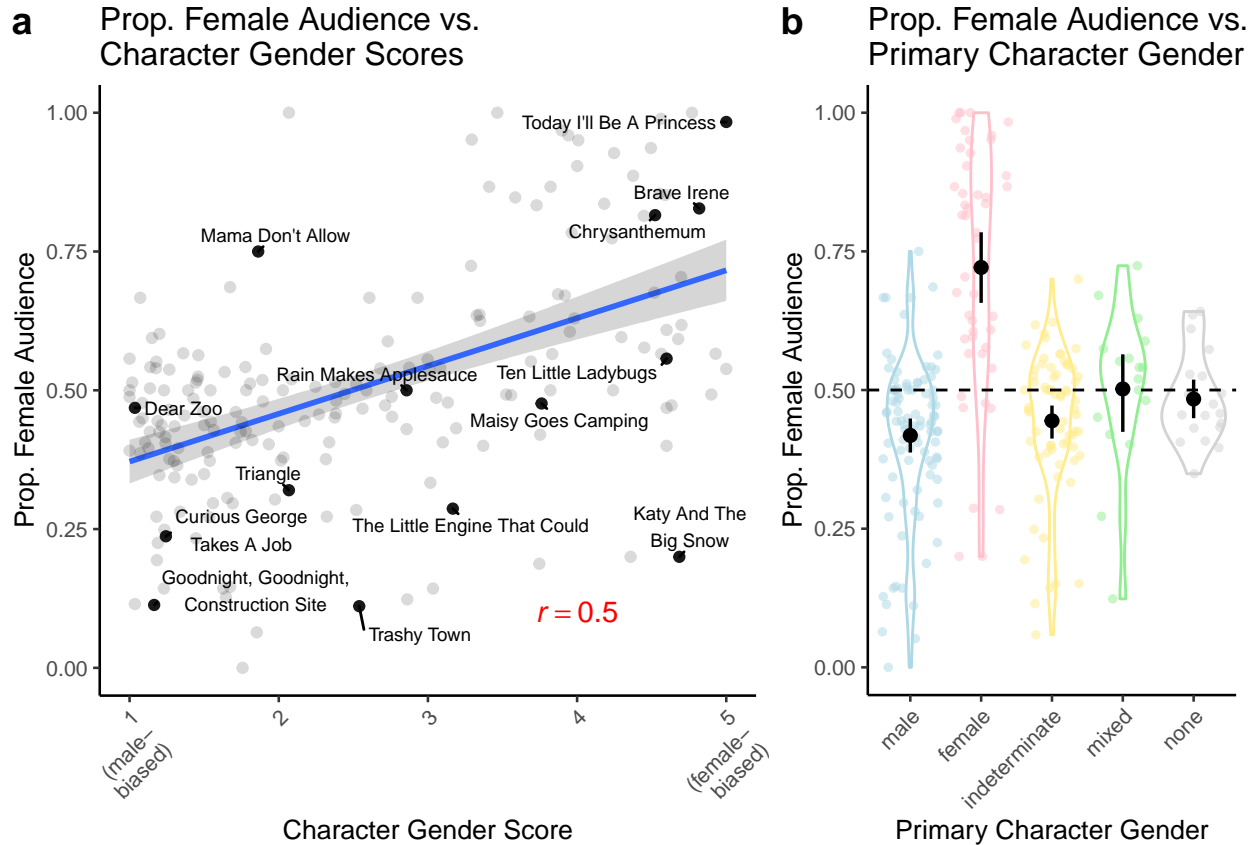 a
Prop. Female Audience vs.
Character Gender Scores
Prop. Female Audience
1.00
0.75
0.50
0.25
0.00
Today I'll Be A Princess
Brave Irene
Chrysanthemum
Mama Don't Allow
Rain Makes Applesauce
Ten Little Ladybugs
Dear Zoo
Maisy Goes Camping
Triangle
Curious George
Takes A Job
The Little Engine That Could
Katy And The
Big Snow
Goodnight, Goodnight,
Construction Site
Trashy Town
r = 0.5
1
(male–
biased)
2
3
4
5
(female–
biased)
Character Gender Score
b
Prop. Female Audience vs.
Primary Character Gender
Prop. Female Audience
1.00
0.75
0.50
0.25
0.00
male
female
indeterminate
mixed
none
Primary Character Gender